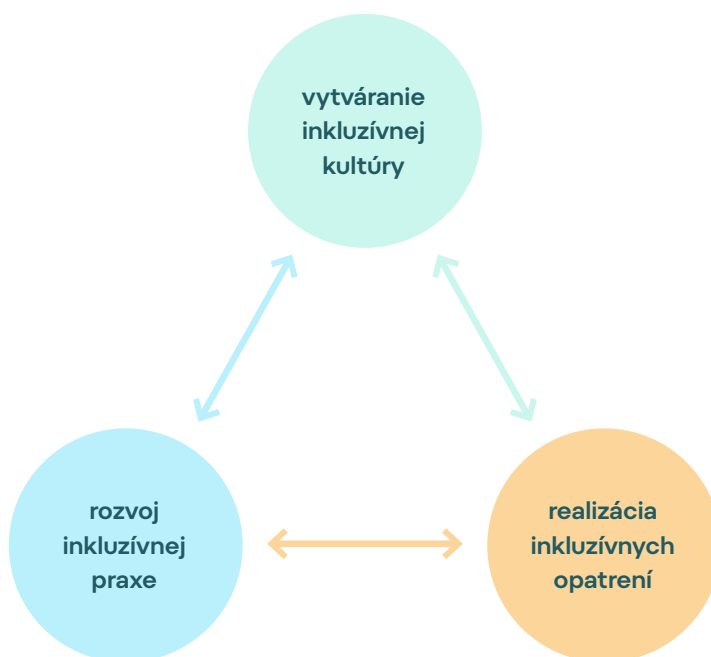 vytváranie
inkluzívnej
kultúry
rozvoj
inkluzívnej
praxe
realizácia
inkluzívnych
opatrení